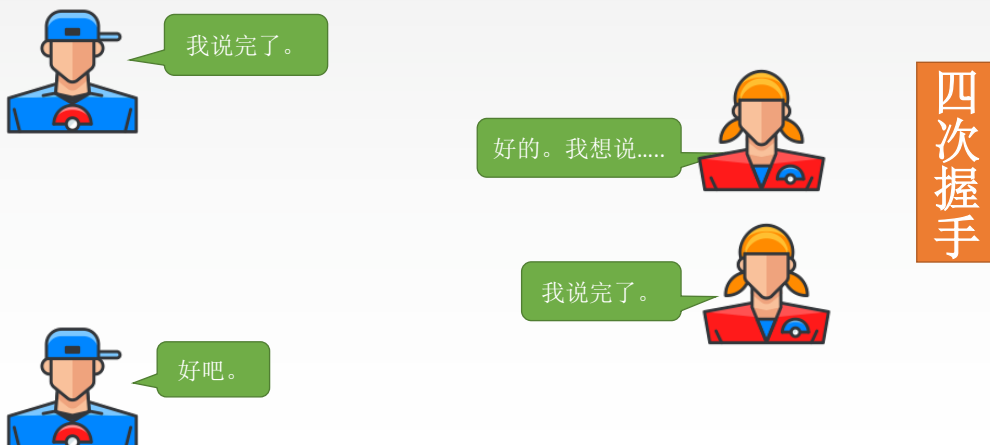 我说完了。
好的。我想说.....
四次握手
我说完了。
好吧。